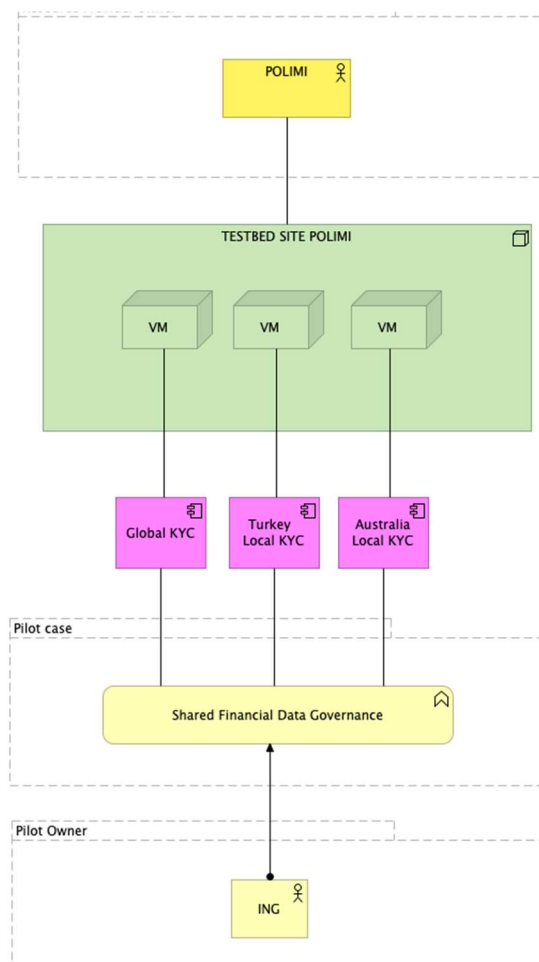 POLIMI
TESTBED SITE POLIMI
VM
VM
VM
Global KYC
Turkey
Local KYC
Australia
Local KYC
Pilot case
Shared Financial Data Governance
Pilot Owner
ING